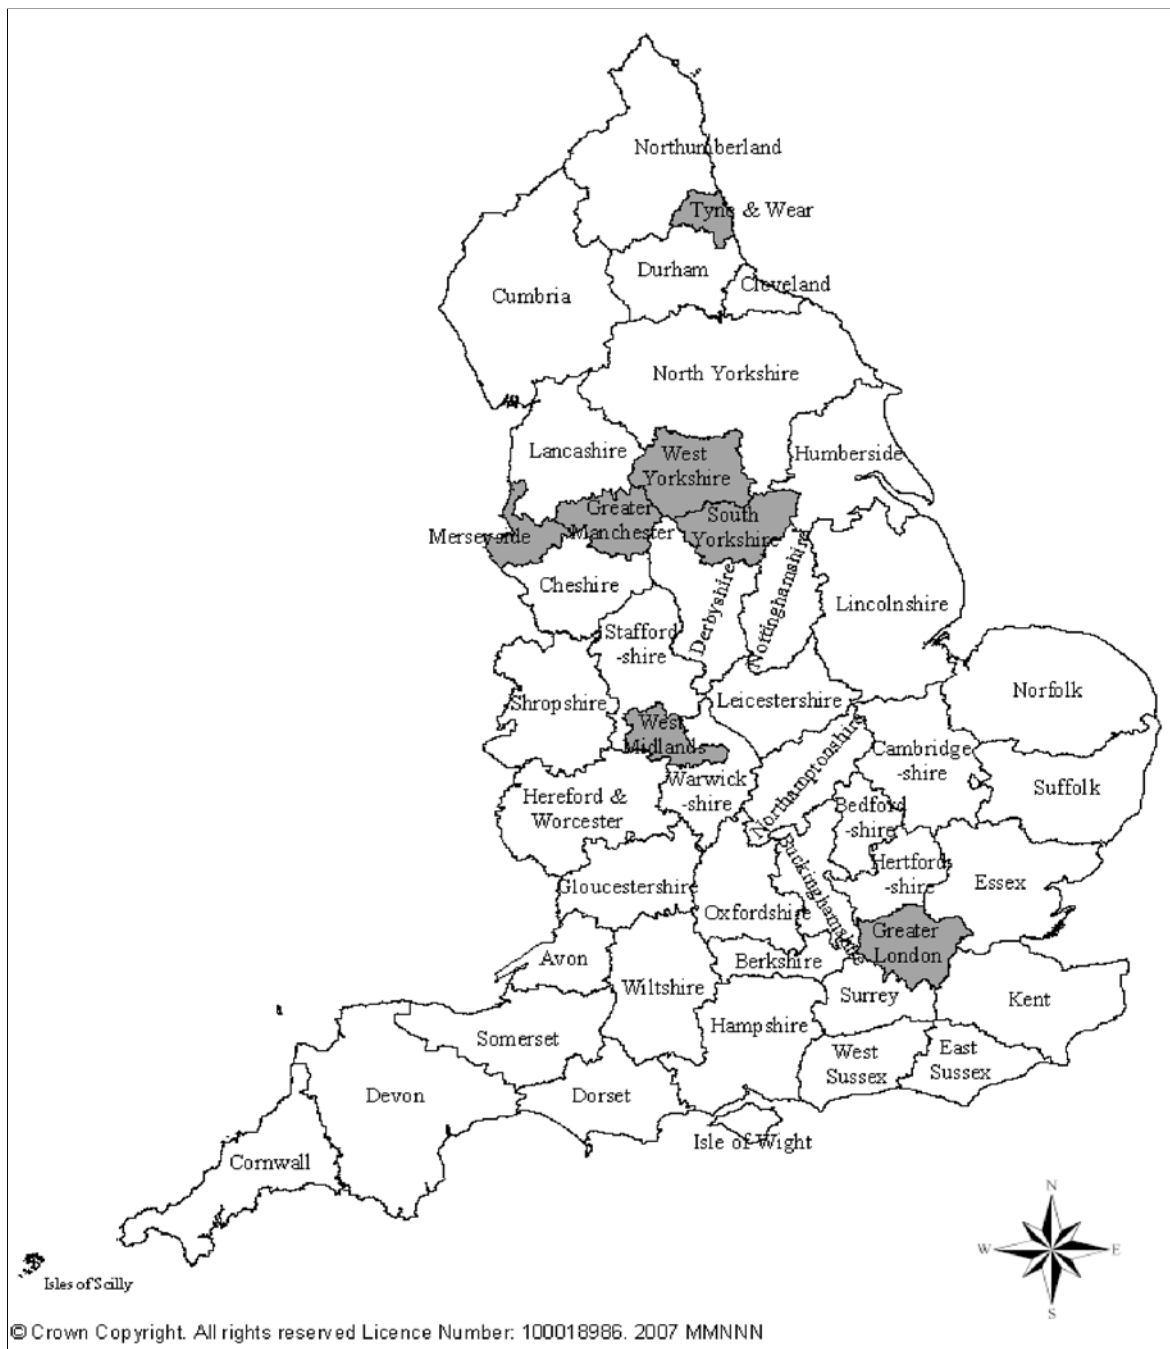 Northumberland
Tyne & Wear
Durham
Cleveland
Cumbria
North Yorkshire
Lancashire
West
Yorkshire
Humberside
Merseyside
Greater
Manchester
South
Yorkshire
Cheshire
Derbyshire
Nottinghamshire
Lincolnshire
Stafford
-shire
Shropshire
Leicestershire
Norfolk
West
Midlands
Cambridge
-shire
Suffolk
Hereford &
Worcester
Warwick
-shire
Northamptonshire
Bedford
-shire
Buckinghamshire
Hertford
-shire
Essex
Gloucestershire
Oxfordshire
Greater
London
Avon
Wiltshire
Berkshire
Surrey
Kent
Somerset
Hampshire
West
Sussex
East
Sussex
Devon
Dorset
Isle of Wight
Cornwall
Isles of Scilly
N
W
E
S
© Crown Copyright. All rights reserved Licence Number: 100018986. 2007 MMNNN